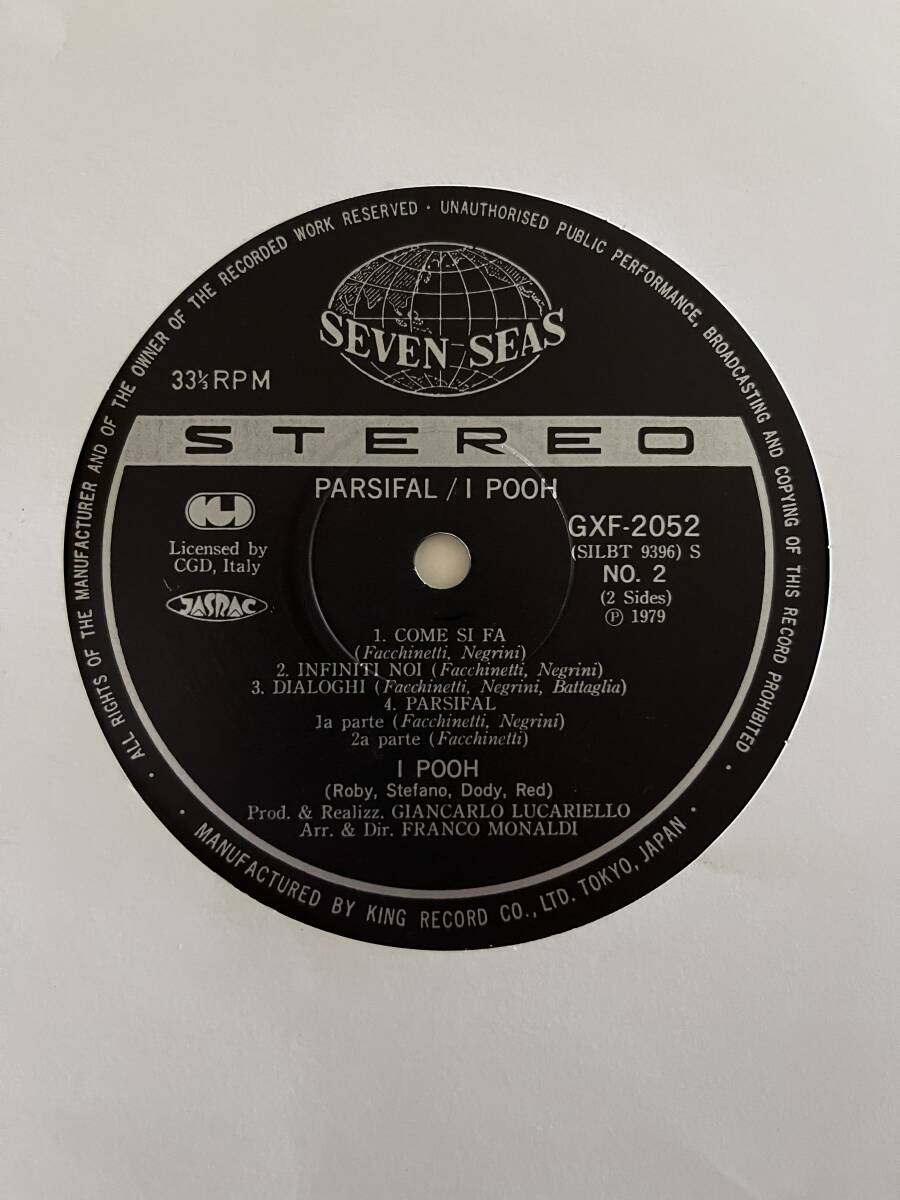 ALL RIGHTS OF THE MANUFACTURER AND OF THE OWNER OF THE RECORDED WORK RESERVED · UNAUTHORISED PUBLIC PERFORMANCE, BROADCASTING AND COPYING OF THIS RECORD PROHIBITED ·
SEVEN SEAS
33⅓ RPM
STEREO
PARSIFAL / I POOH
Licensed by
CGD, Italy
JASRAC
GXF-2052
(SILBT 9396) S
NO. 2
(2 Sides)
Ⓟ 1979
1. COME SI FA
(Facchinetti, Negrini)
2. INFINITI NOI (Facchinetti, Negrini)
3. DIALOGHI (Facchinetti, Negrini, Battaglia)
4. PARSIFAL
1a parte (Facchinetti, Negrini)
2a parte (Facchinetti)
I POOH
(Roby, Stefano, Dody, Red)
Prod. & Realizz. GIANCARLO LUCARIELLO
Arr. & Dir. FRANCO MONALDI
· MANUFACTURED BY KING RECORD CO., LTD. TOKYO, JAPAN ·